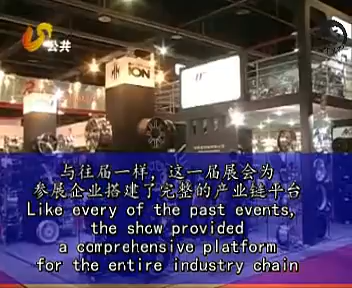 公共
ION
与往届一样，这一届展会为
参展企业搭建了完整的产业链平台
Like every of the past events,
the show provided
a comprehensive platform
for the entire industry chain